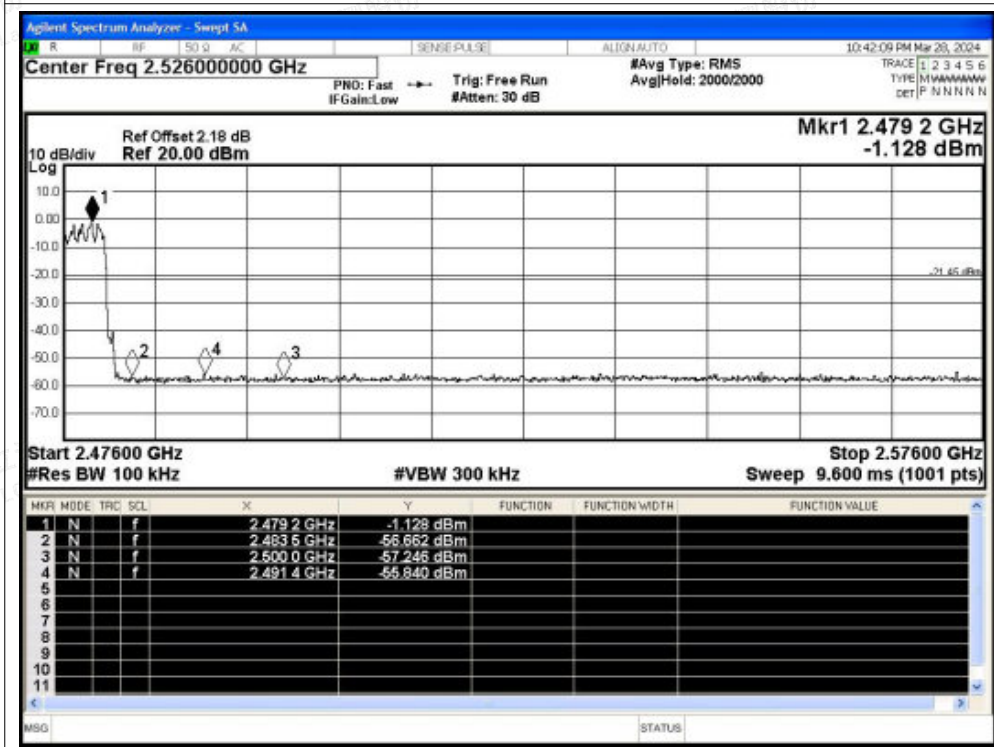 Agilent Spectrum Analyzer - Swept SA
LXI R RF 50 Ω AC SENSE:PULSE ALIGN AUTO 10:42:09 PM Mar 28, 2024
Center Freq 2.526000000 GHz
PNO: Fast
IFGain:Low
Trig: Free Run
#Atten: 30 dB
#Avg Type: RMS
Avg|Hold: 2000/2000
TRACE 1 2 3 4 5 6
TYPE M
DET P N N N N N
Mkr1 2.479 2 GHz
-1.128 dBm
Ref Offset 2.18 dB
10 dB/div Ref 20.00 dBm
Log
10.0
0.00
-10.0
-20.0
-30.0
-40.0
-50.0
-60.0
-70.0
1
2
4
3
-21.45 dBm
Start 2.47600 GHz Stop 2.57600 GHz
#Res BW 100 kHz #VBW 300 kHz Sweep 9.600 ms (1001 pts)
MKR MODE TRC SCL X Y FUNCTION FUNCTION WIDTH FUNCTION VALUE
1 N f 2.479 2 GHz -1.128 dBm
2 N f 2.483 5 GHz -56.662 dBm
3 N f 2.500 0 GHz -57.246 dBm
4 N f 2.491 4 GHz -55.840 dBm
5
6
7
8
9
10
11
MSG STATUS